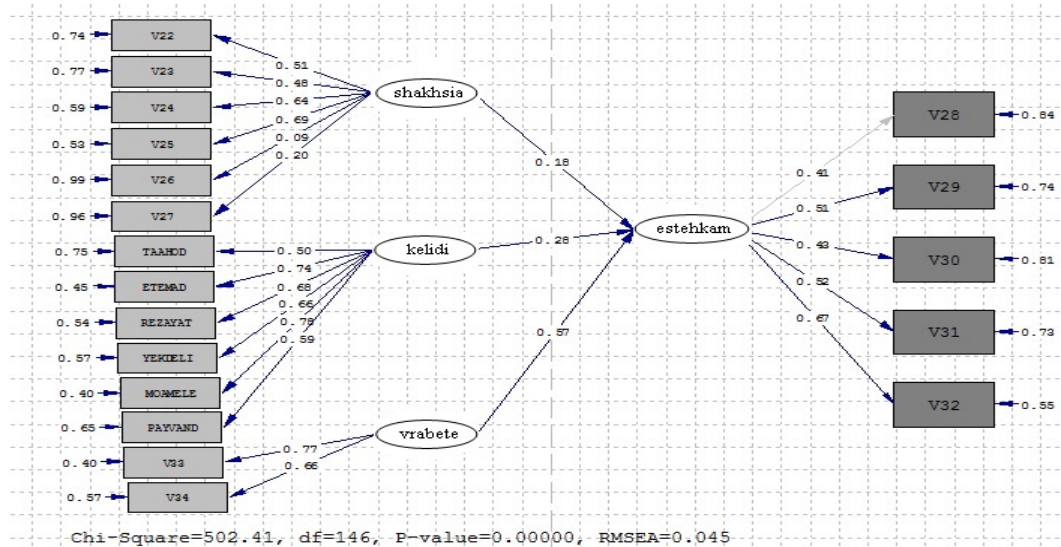 0.74 V22
0.51
0.77 V23
0.48
0.59 V24
0.64
0.53 V25
0.69
0.99 V26
0.09
0.96 V27
0.20
shakhsia
0.18
0.75 TAAHOD
0.50
0.45 ETEMAD
0.74
0.54 REZAYAT
0.68
0.57 YEKDELI
0.66
0.40 MOAMELE
0.65 PAYVAND
0.59
kelidi
0.28
0.40 V33
0.77
0.57 V34
0.66
vrabete
0.57
estehkam
0.41
V28 0.84
0.51
V29 0.74
0.43
V30 0.81
0.52
V31 0.73
0.67
V32 0.55
Chi-Square=502.41, df=146, P-value=0.00000, RMSEA=0.045